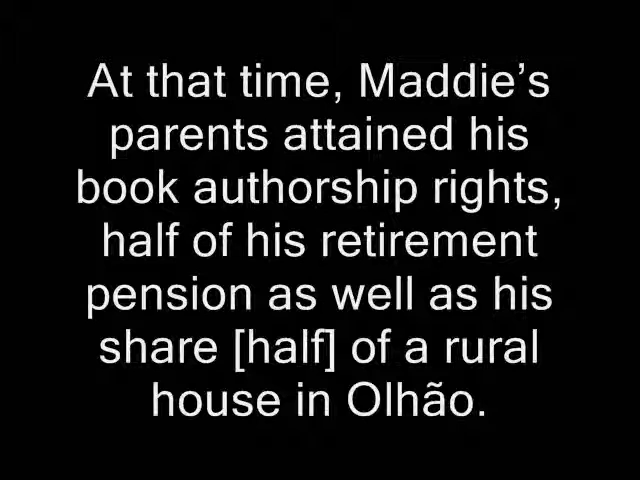 At that time, Maddie’s
parents attained his
book authorship rights,
half of his retirement
pension as well as his
share [half] of a rural
house in Olhão.